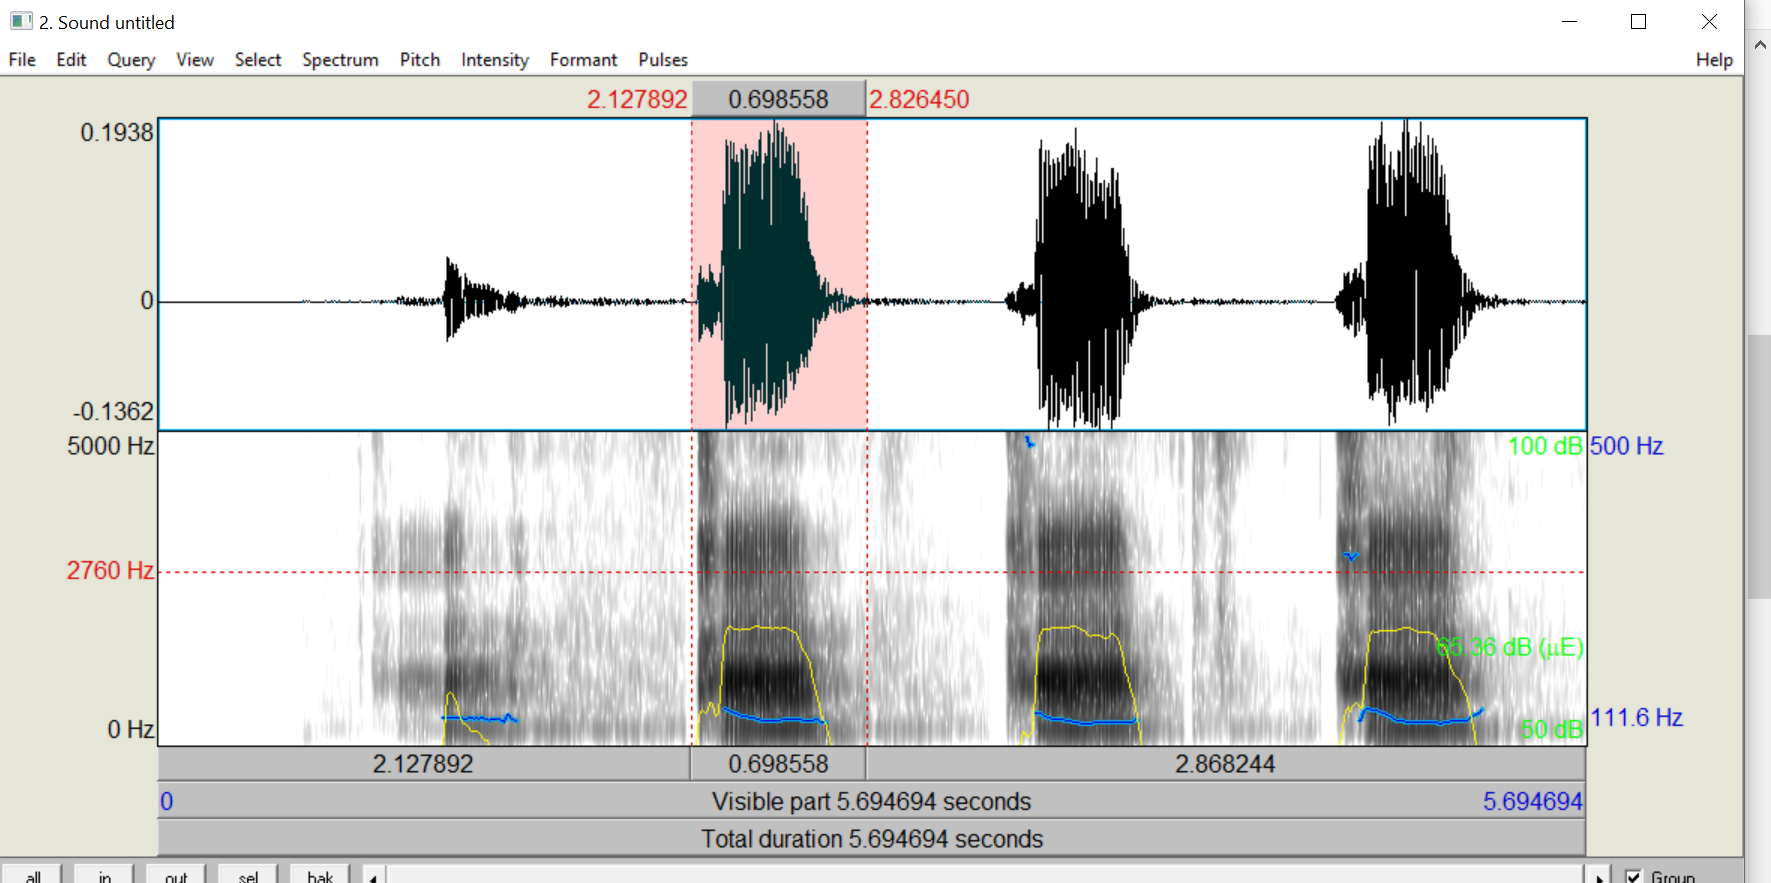 2. Sound untitled
File Edit Query View Select Spectrum Pitch Intensity Formant Pulses Help
2.127892 0.698558 2.826450
0.1938
0
-0.1362
5000 Hz 100 dB 500 Hz
2760 Hz
65.36 dB (µE)
0 Hz 50 dB 111.6 Hz
2.127892 0.698558 2.868244
0 Visible part 5.694694 seconds 5.694694
Total duration 5.694694 seconds
all in out sel bak Group